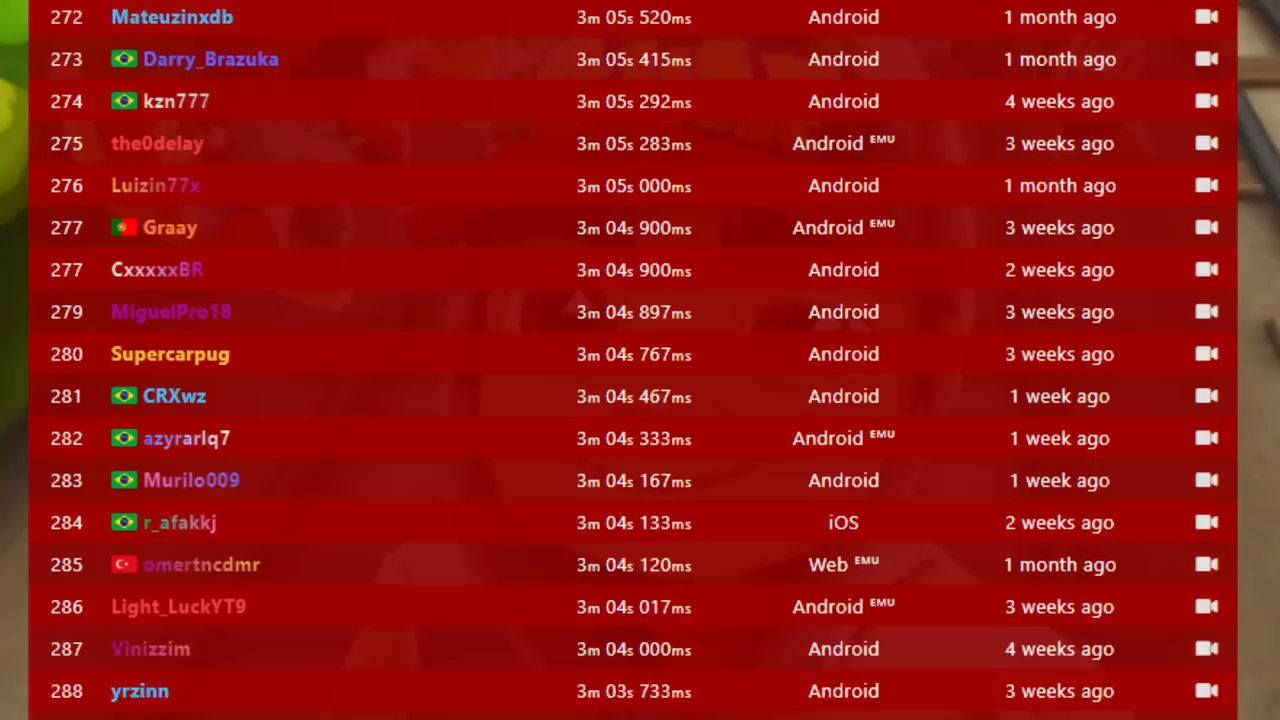 272 Mateuzinxdb 3m 05s 520ms Android 1 month ago
273 Darry_Brazuka 3m 05s 415ms Android 1 month ago
274 kzn777 3m 05s 292ms Android 4 weeks ago
275 the0delay 3m 05s 283ms Android EMU 3 weeks ago
276 Luizin77x 3m 05s 000ms Android 1 month ago
277 Graay 3m 04s 900ms Android EMU 3 weeks ago
277 CxxxxxBR 3m 04s 900ms Android 2 weeks ago
279 MiguelPro18 3m 04s 897ms Android 3 weeks ago
280 Supercarpug 3m 04s 767ms Android 3 weeks ago
281 CRXwz 3m 04s 467ms Android 1 week ago
282 azyrarlq7 3m 04s 333ms Android EMU 1 week ago
283 Murilo009 3m 04s 167ms Android 1 week ago
284 r_afakkj 3m 04s 133ms iOS 2 weeks ago
285 omertncdmr 3m 04s 120ms Web EMU 1 month ago
286 Light_LuckYT9 3m 04s 017ms Android EMU 3 weeks ago
287 Vinizzim 3m 04s 000ms Android 4 weeks ago
288 yrzinn 3m 03s 733ms Android 3 weeks ago